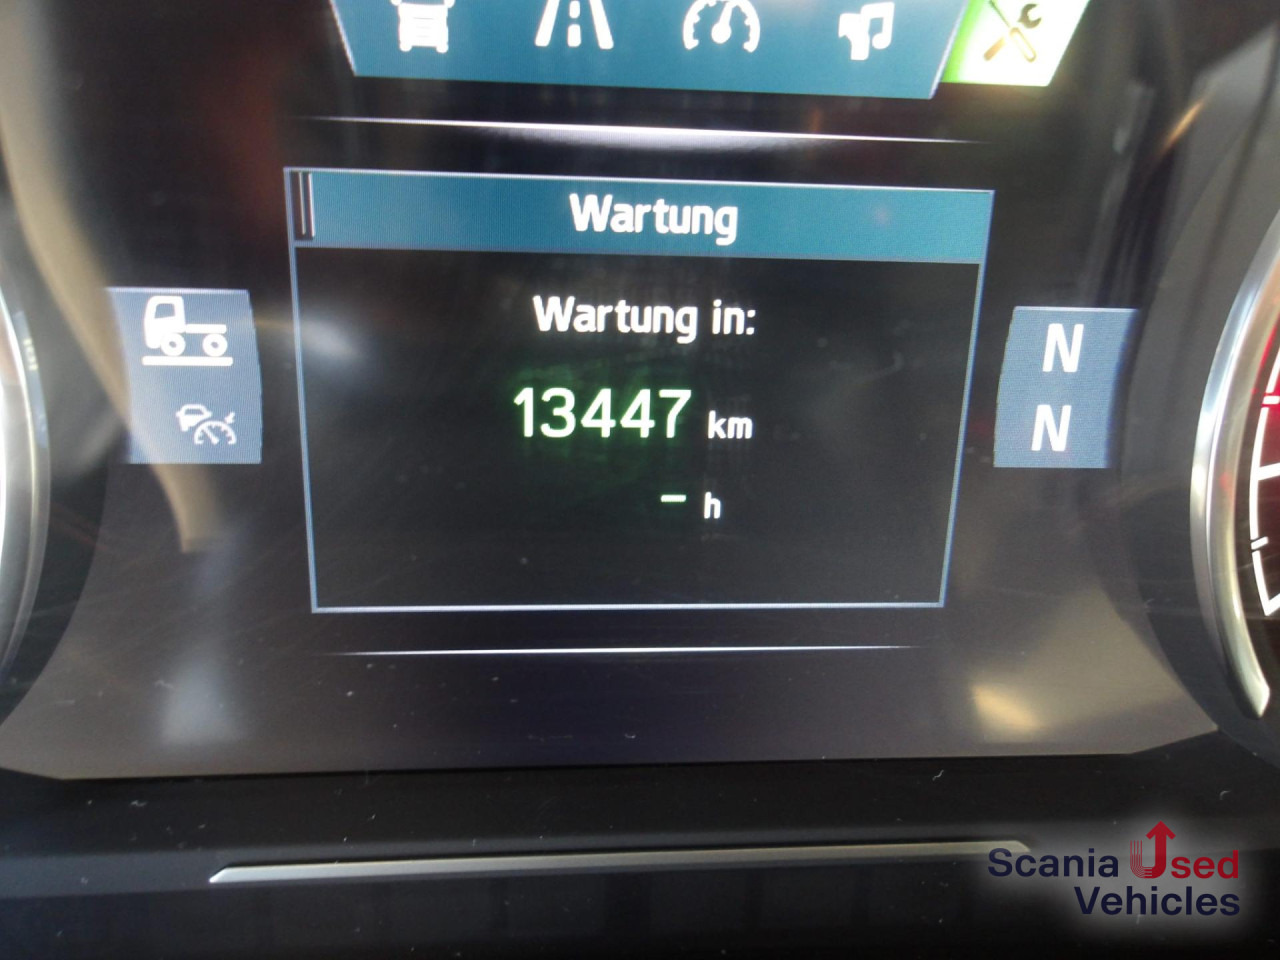 Wartung
Wartung in:
13447 km
- h
N
N
Scania Used
Vehicles